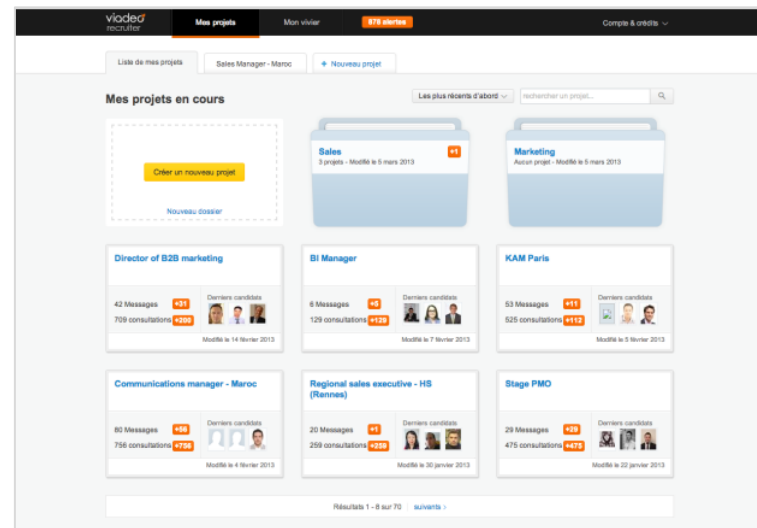 viadeo
recruiter
Mes projets
Mon vivier
878 alertes
Compte & crédits
Liste de mes projets
Sales Manager - Maroc
+ Nouveau projet
Mes projets en cours
Les plus récents d'abord
rechercher un projet...
Créer un nouveau projet
Nouveau dossier
Sales
+1
3 projets - Modifié le 5 mars 2013
Marketing
Aucun projet - Modifié le 5 mars 2013
Director of B2B marketing
42 Messages +31
709 consultations +200
Derniers candidats
Modifié le 14 février 2013
BI Manager
6 Messages +5
129 consultations +129
Derniers candidats
Modifié le 7 février 2013
KAM Paris
53 Messages +11
525 consultations +112
Derniers candidats
Modifié le 5 février 2013
Communications manager - Maroc
80 Messages +56
756 consultations +736
Derniers candidats
Modifié le 4 février 2013
Regional sales executive - HS
(Rennes)
20 Messages +1
259 consultations +259
Derniers candidats
Modifié le 30 janvier 2013
Stage PMO
29 Messages +29
475 consultations +475
Derniers candidats
Modifié le 22 janvier 2013
Résultats 1 - 8 sur 70
suivants >